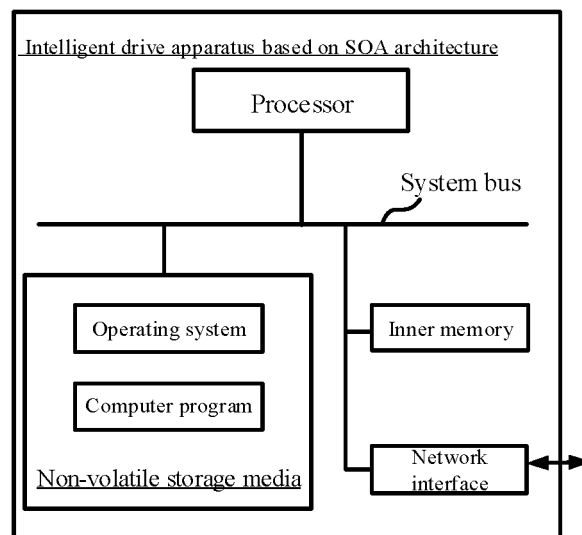 Intelligent drive apparatus based on SOA architecture
Processor
System bus
Operating system
Computer program
Non-volatile storage media
Inner memory
Network
interface